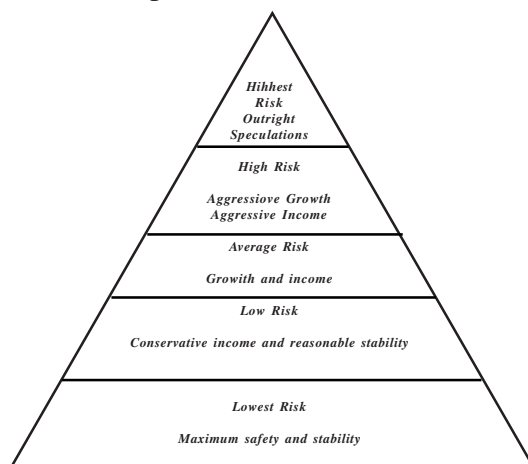 Hihhest
Risk
Outright
Speculations
High Risk
Aggressiove Growth
Aggressive Income
Average Risk
Growith and income
Low Risk
Conservative income and reasonable stability
Lowest Risk
Maximum safety and stability